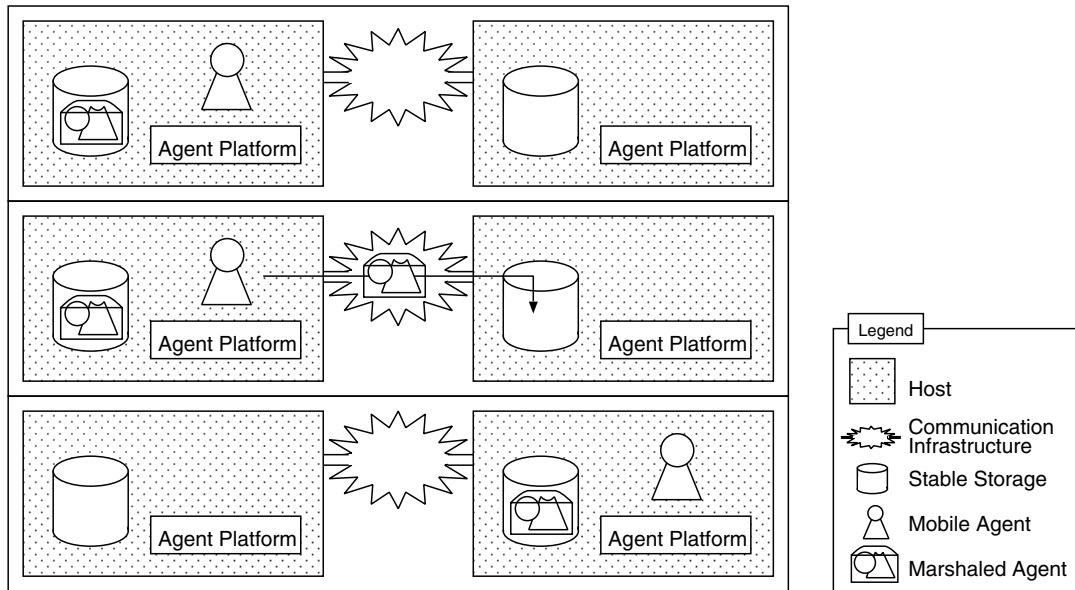 Agent Platform
Agent Platform
Agent Platform
Agent Platform
Agent Platform
Agent Platform
Legend
Host
Communication
Infrastructure
Stable Storage
Mobile Agent
Marshaled Agent